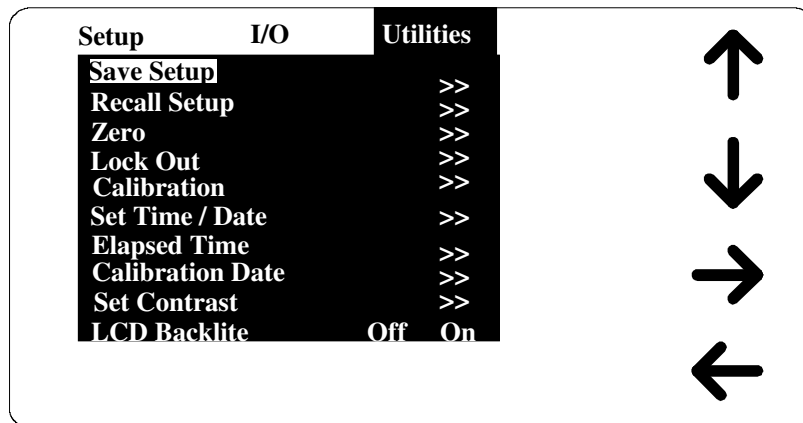 Setup I/O Utilities
Save Setup >>
Recall Setup >>
Zero >>
Lock Out >>
Calibration >>
Set Time / Date >>
Elapsed Time >>
Calibration Date >>
Set Contrast >>
LCD Backlite Off On